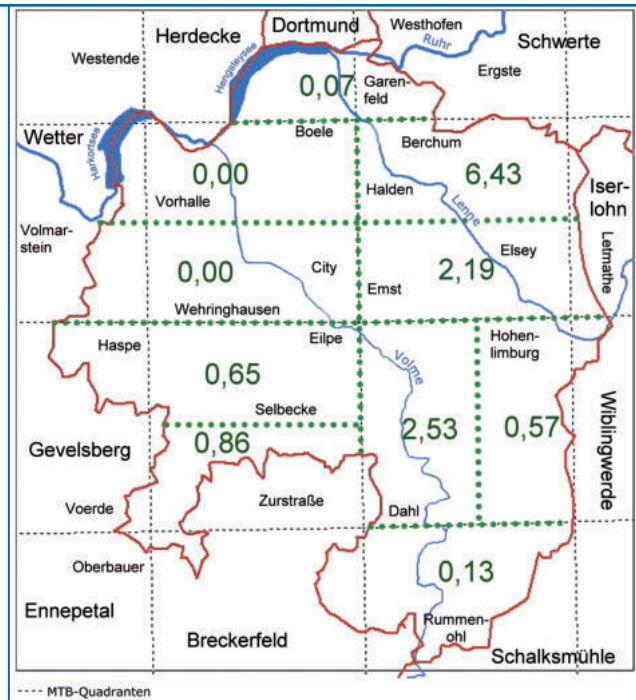 Dortmund
Westhofen
Herdecke
Ruhr
Schwerte
Westende
Hengsteysee
Ergste
0,07
Garen-
feld
Boele
Wetter
Harkortsee
Berchum
0,00
6,43
Halden
Iser-
lohn
Vorhalle
Lenne
Volmar-
stein
Letmathe
City
Elsey
0,00
2,19
Emst
Wehringhausen
Haspe
Eilpe
Hohen-
limburg
Volme
0,65
Selbecke
2,53
0,57
Wiblingwerde
Gevelsberg
0,86
Voerde
Zurstraße
Dahl
Oberbauer
0,13
Ennepetal
Rummen-
ohl
Breckerfeld
Schalksmühle
---- MTB-Quadranten